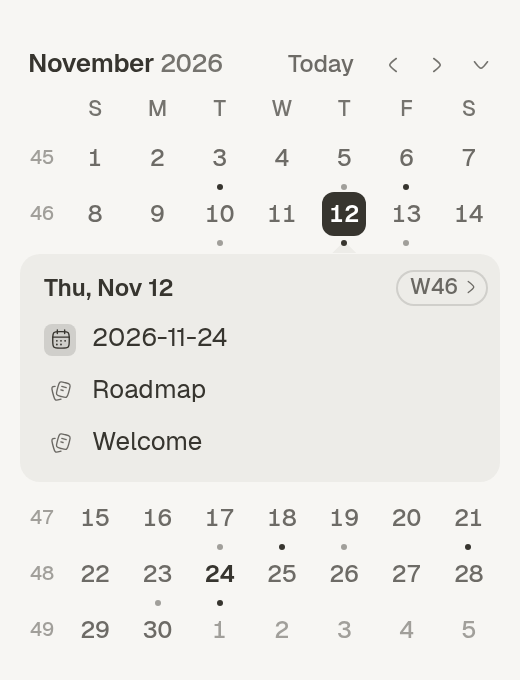 November 2026 Today
S M T W T F S
45 1 2 3 4 5 6 7
46 8 9 10 11 12 13 14
Thu, Nov 12 W46
2026-11-24
Roadmap
Welcome
47 15 16 17 18 19 20 21
48 22 23 24 25 26 27 28
49 29 30 1 2 3 4 5